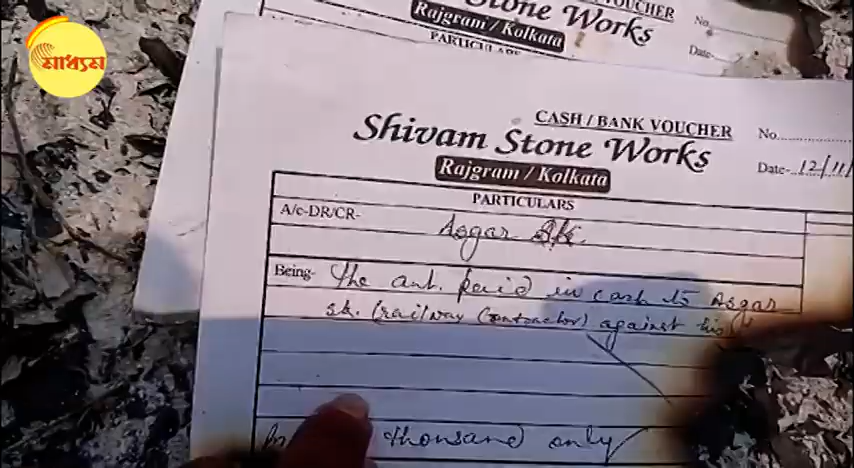 মাধ্যম
VOUCHER
Stone Works
No.
Rajgram / Kolkata
Date-
PARTICULARS
CASH / BANK VOUCHER
Shivam Stone Works
No.
Rajgram / Kolkata
Date- 12/11/
PARTICULARS
A/c-DR/CR- Asgar Sk.
Being- The amt. paid in cash to Asgar
sk. (railway Contractor) against his
thousand only